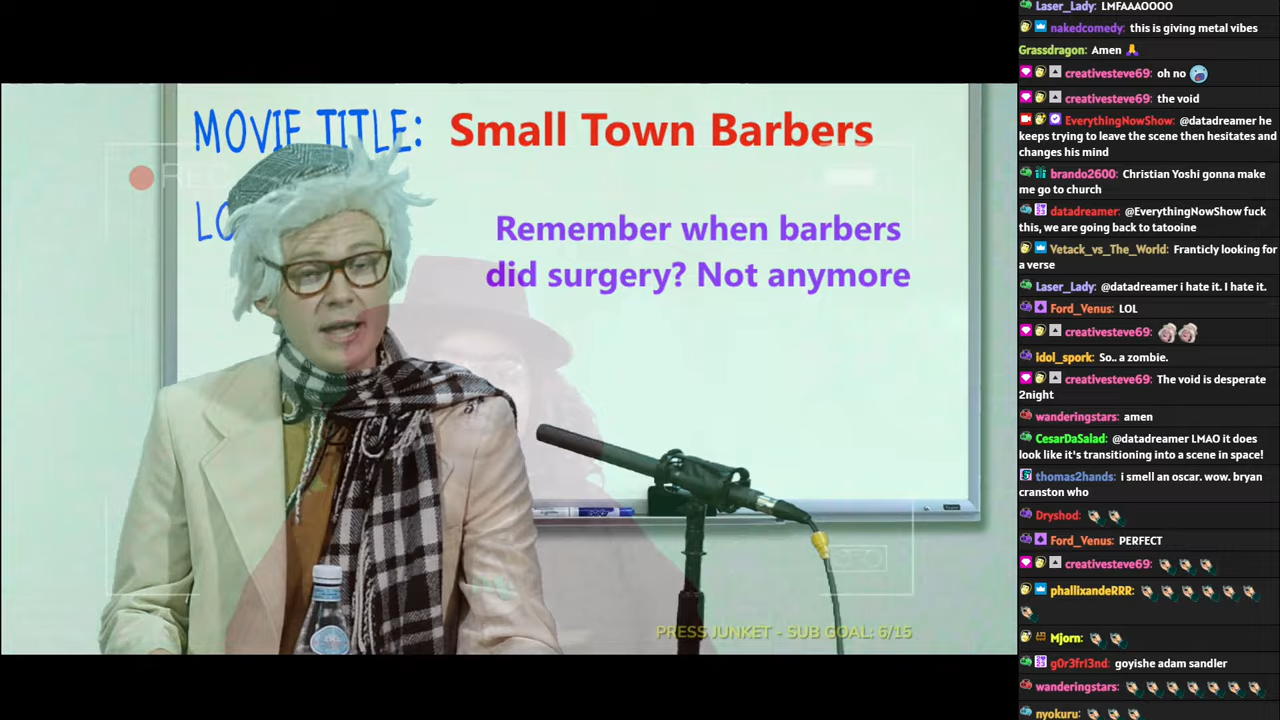 MOVIE TITLE: Small Town Barbers
LO
Remember when barbers
did surgery? Not anymore
REC
PRESS JUNKET - SUB GOAL: 6/15
Laser_Lady: LMFAAAOOOO
nakedcomedy: this is giving metal vibes
Grassdragon: Amen
creativesteve69: oh no
creativesteve69: the void
EverythingNowShow: @datadreamer he
keeps trying to leave the scene then hesitates and
changes his mind
brando2600: Christian Yoshi gonna make
me go to church
datadreamer: @EverythingNowShow fuck
this, we are going back to tatooine
Vetack_vs_The_World: Franticly looking for
a verse
Laser_Lady: @datadreamer i hate it. I hate it.
Ford_Venus: LOL
creativesteve69:
idol_spork: So.. a zombie.
creativesteve69: The void is desperate
2night
wanderingstars: amen
CesarDaSalad: @datadreamer LMAO it does
look like it's transitioning into a scene in space!
thomas2hands: i smell an oscar. wow. bryan
cranston who
Dryshod:
Ford_Venus: PERFECT
creativesteve69:
phallixandeRRR:
Mjorn:
g0r3frl3nd: goyishe adam sandler
wanderingstars:
nyokuru: